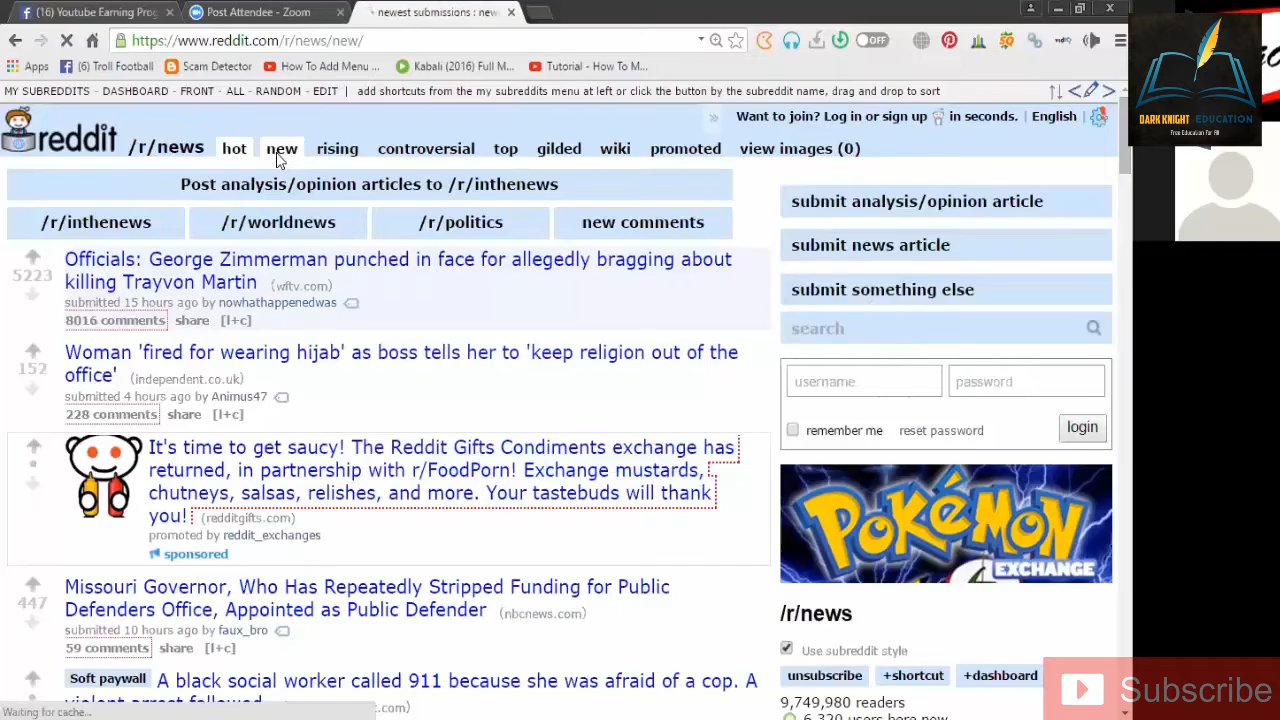 (16) Youtube Earning Prog
Post Attendee - Zoom
newest submissions : new
https://www.reddit.com/r/news/new/
OFF
Apps
(6) Troll Football
Scam Detector
How To Add Menu ...
Kabali (2016) Full M...
Tutorial - How To M...
DARK KNIGHT EDUCATION
Free Education for All
MY SUBREDDITS - DASHBOARD - FRONT - ALL - RANDOM - EDIT | add shortcuts from the my subreddits menu at left or click the button by the subreddit name, drag and drop to sort
Want to join? Log in or sign up in seconds. | English
reddit /r/news hot new rising controversial top gilded wiki promoted view images (0)
Post analysis/opinion articles to /r/inthenews
/r/inthenews /r/worldnews /r/politics new comments
5223
Officials: George Zimmerman punched in face for allegedly bragging about
killing Trayvon Martin (wftv.com)
submitted 15 hours ago by nowhathappenedwas
8016 comments share [l+c]
152
Woman 'fired for wearing hijab' as boss tells her to 'keep religion out of the
office' (independent.co.uk)
submitted 4 hours ago by Animus47
228 comments share [l+c]
It's time to get saucy! The Reddit Gifts Condiments exchange has
returned, in partnership with r/FoodPorn! Exchange mustards,
chutneys, salsas, relishes, and more. Your tastebuds will thank
you! (redditgifts.com)
promoted by reddit_exchanges
sponsored
447
Missouri Governor, Who Has Repeatedly Stripped Funding for Public
Defenders Office, Appointed as Public Defender (nbcnews.com)
submitted 10 hours ago by faux_bro
59 comments share [l+c]
Soft paywall A black social worker called 911 because she was afraid of a cop. A
Waiting for cache...
submit analysis/opinion article
submit news article
submit something else
search
username password
remember me reset password login
POKÉMON
EXCHANGE
/r/news
Use subreddit style
unsubscribe +shortcut +dashboard
9,749,980 readers
6,320 users here now
Subscribe